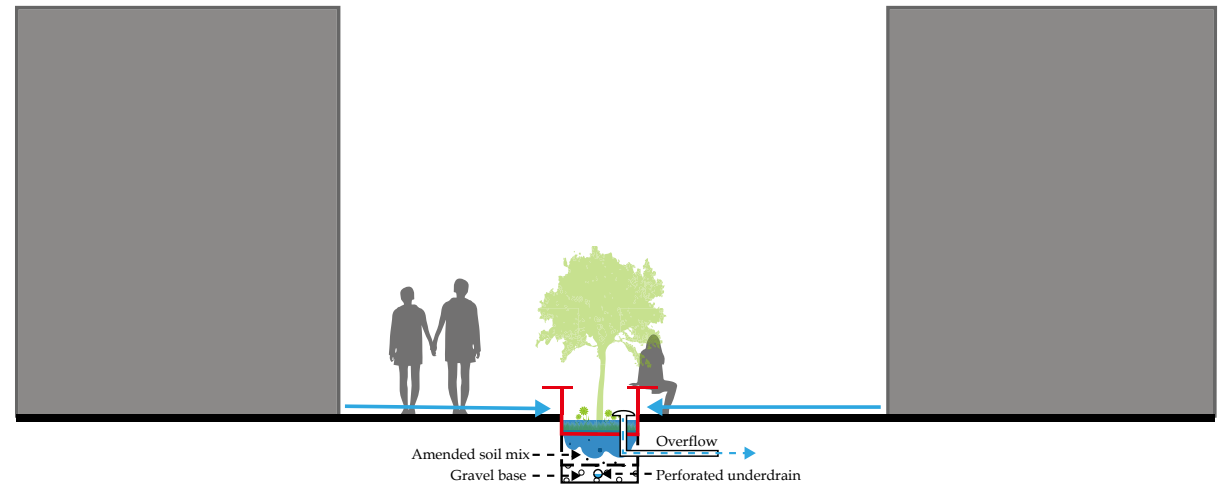 Overflow
Amended soil mix
Gravel base
Perforated underdrain